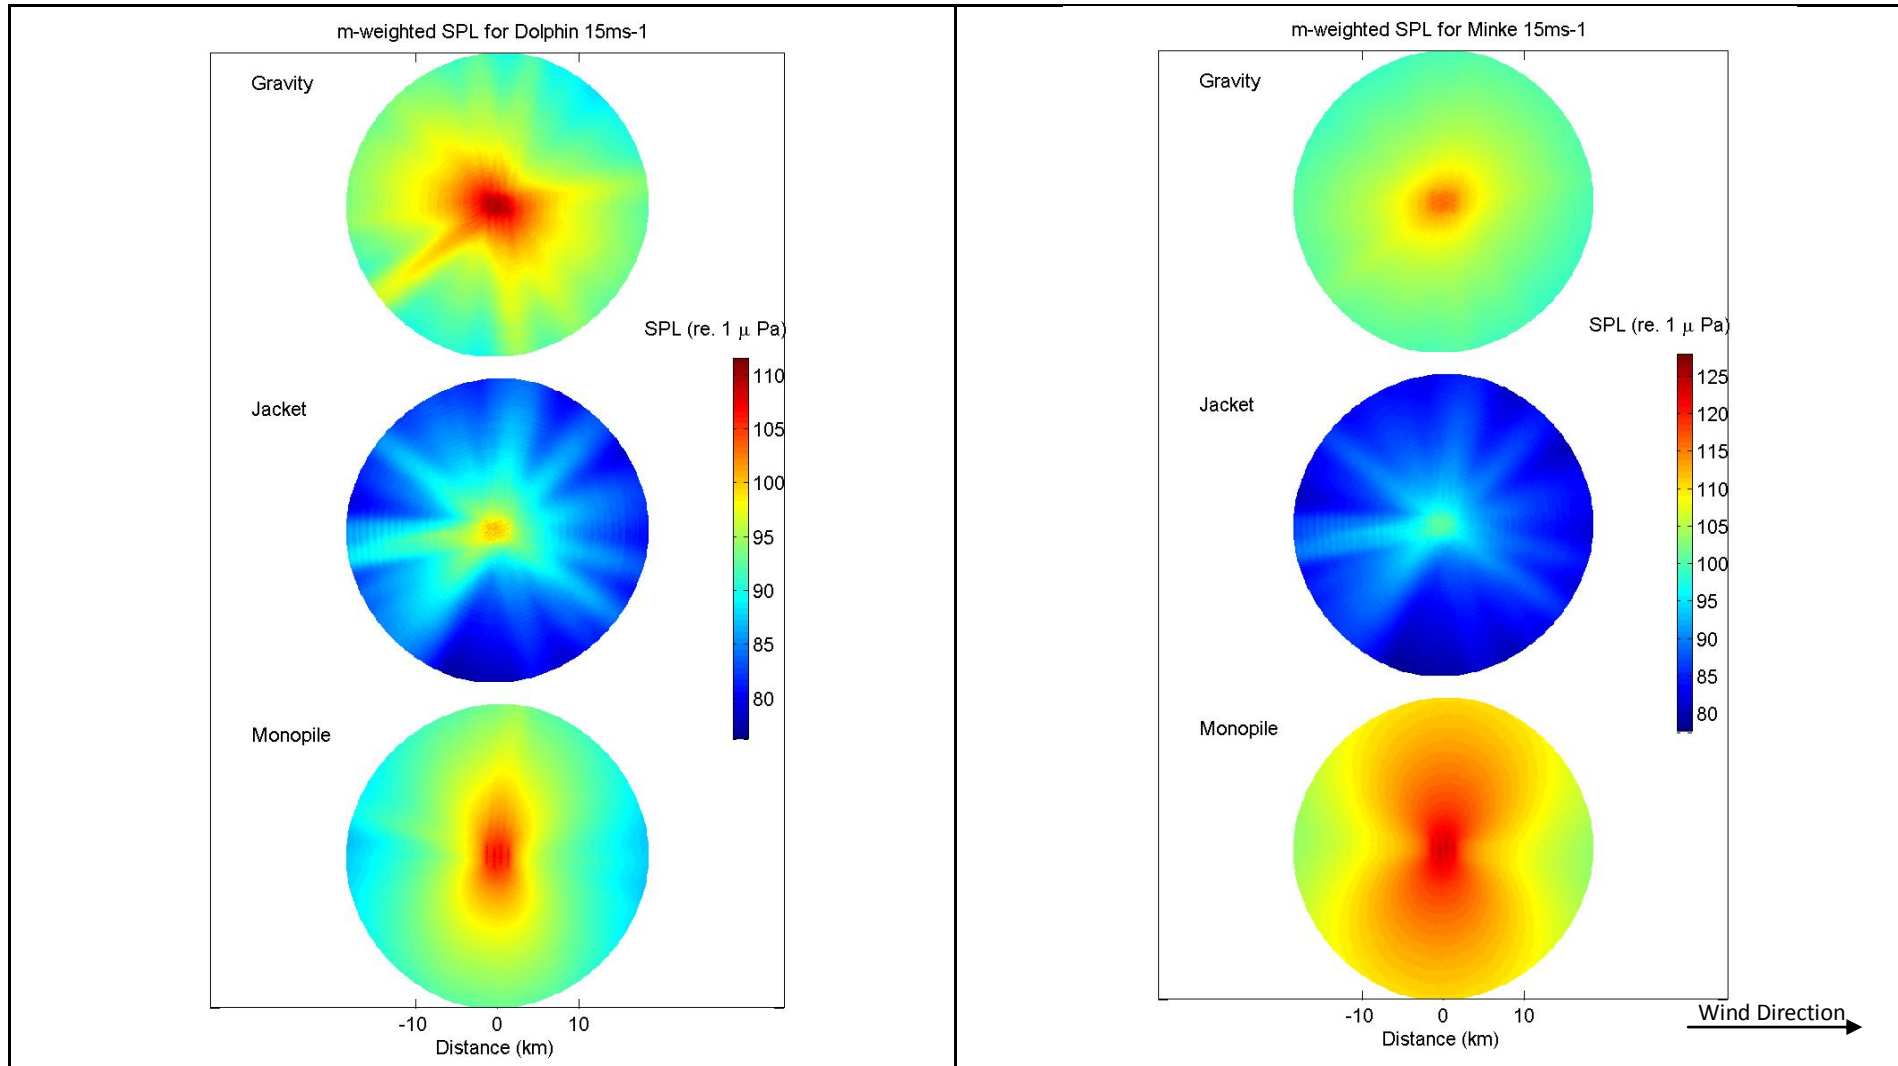 m-weighted SPL for Dolphin 15ms-1
Gravity
SPL (re. 1 μ Pa)
110
105
100
95
90
85
80
Jacket
Monopile
-10 0 10
Distance (km)
m-weighted SPL for Minke 15ms-1
Gravity
SPL (re. 1 μ Pa)
125
120
115
110
105
100
95
90
85
80
Jacket
Monopile
-10 0 10
Distance (km)
Wind Direction